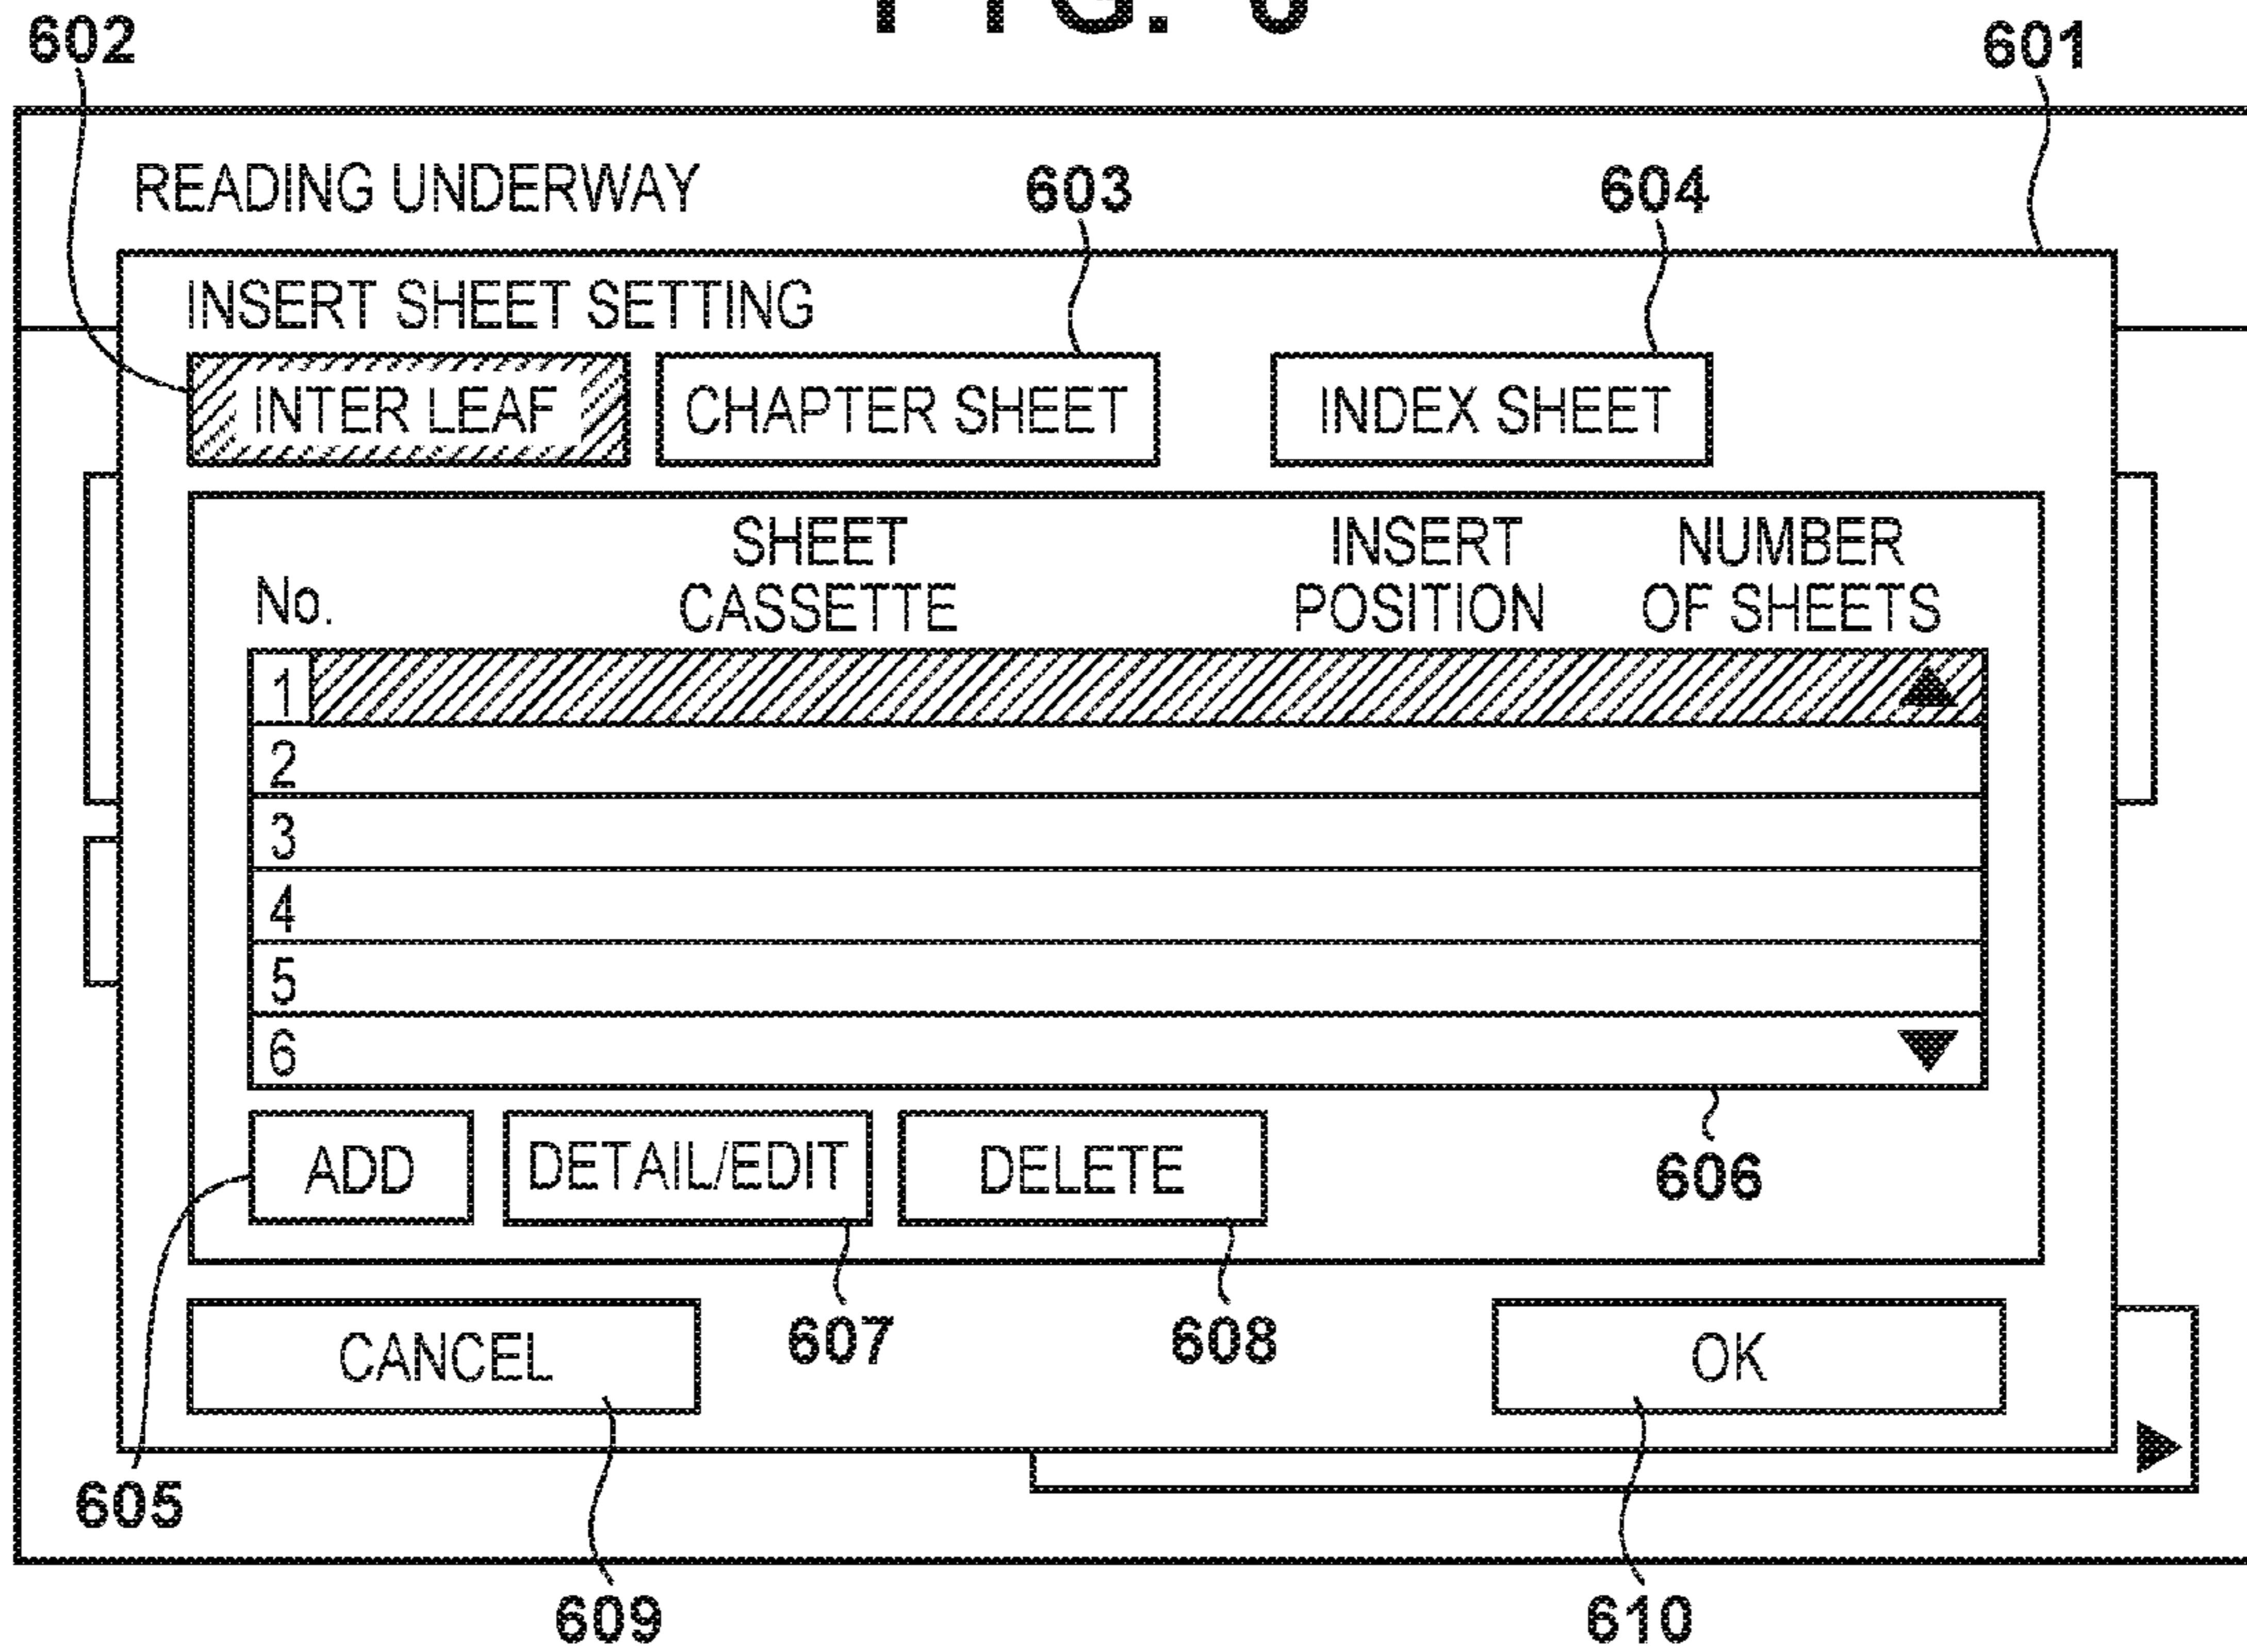 602
601
READING UNDERWAY
603
604
INSERT SHEET SETTING
INTER LEAF
CHAPTER SHEET
INDEX SHEET
No.
SHEET
CASSETTE
INSERT
POSITION
NUMBER
OF SHEETS
1
2
3
4
5
6
ADD
DETAIL/EDIT
DELETE
606
CANCEL
607
608
OK
605
609
610